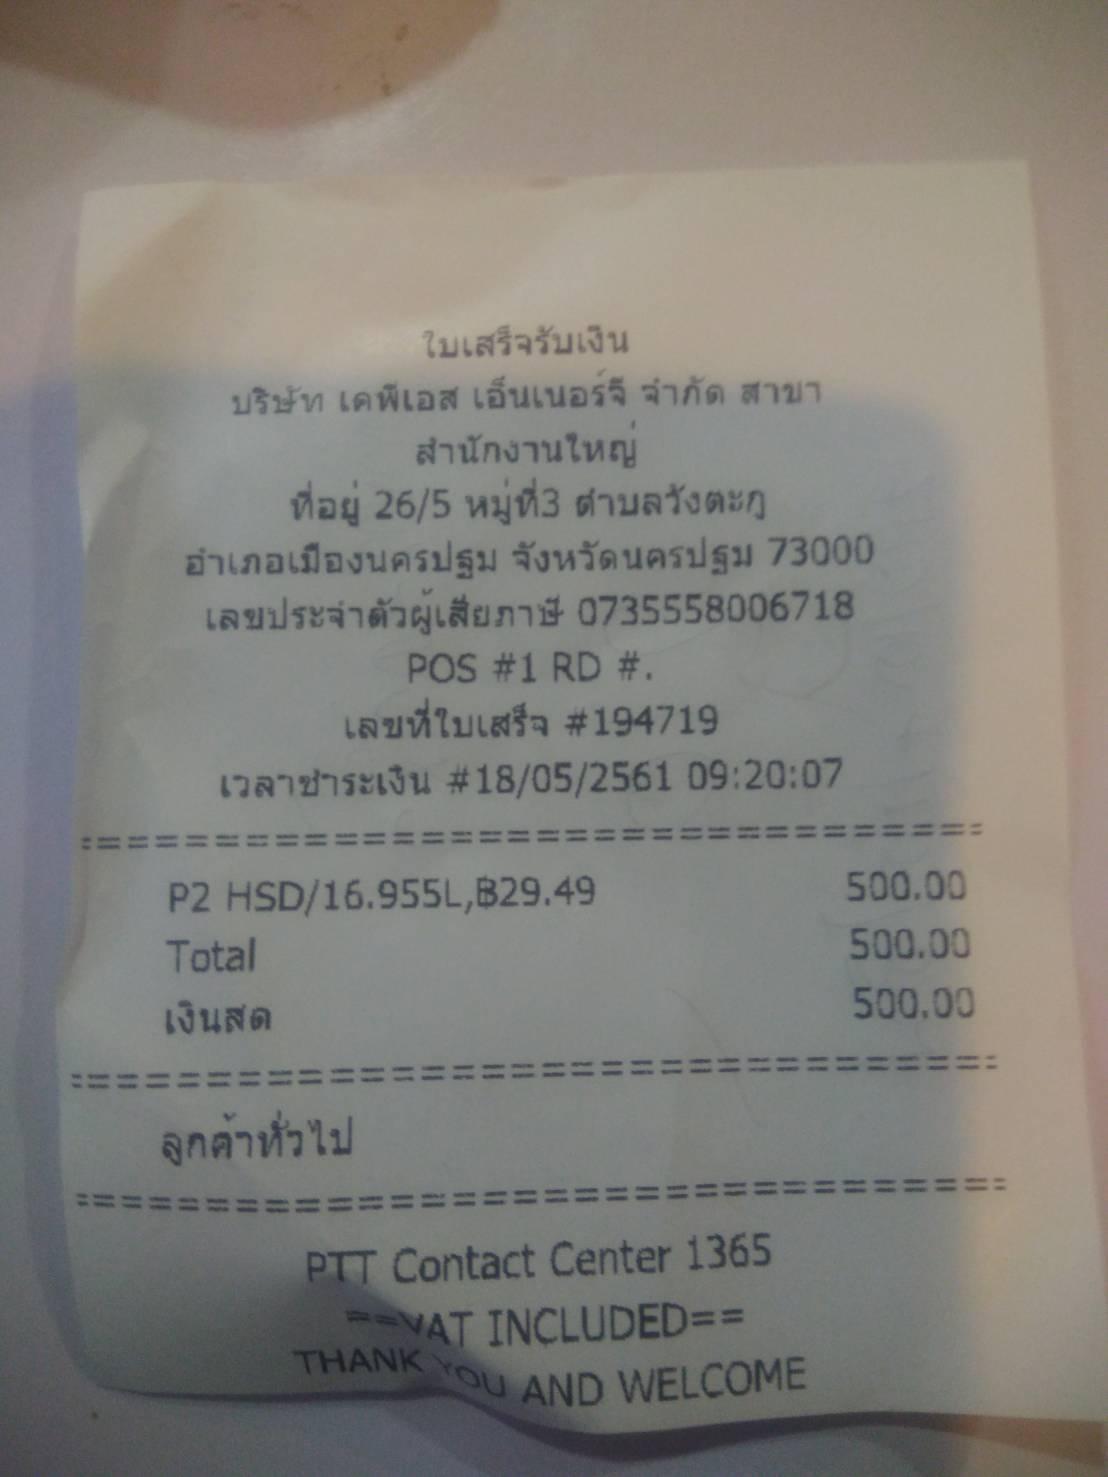 ใบเสร็จรับเงิน
บริษัท เคพีเอส เอ็นเนอร์จี จำกัด สาขา
สำนักงานใหญ่
ที่อยู่ 26/5 หมู่ที่3 ตำบลวังตะกู
อำเภอเมืองนครปฐม จังหวัดนครปฐม 73000
เลขประจำตัวผู้เสียภาษี 0735558006718
POS #1 RD #.
เลขที่ใบเสร็จ #194719
เวลาชำระเงิน #18/05/2561 09:20:07
==============================
P2 HSD/16.955L,฿29.49 500.00
Total 500.00
เงินสด 500.00
==============================
ลูกค้าทั่วไป
==============================
PTT Contact Center 1365
==VAT INCLUDED==
THANK YOU AND WELCOME